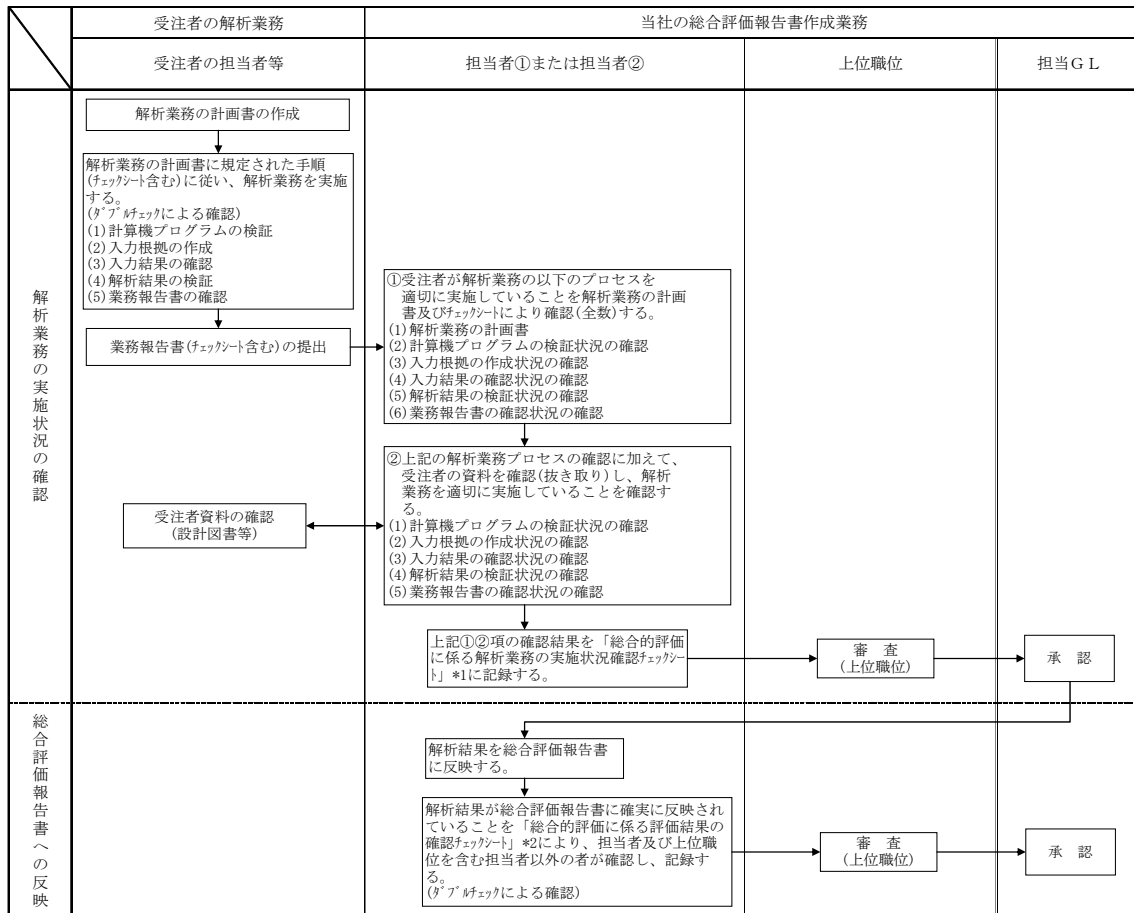 受注者の解析業務
当社の総合評価報告書作成業務
受注者の担当者等
担当者①または担当者②
上位職位
担当ＧＬ
解析業務の実施状況の確認
解析業務の計画書の作成
解析業務の計画書に規定された手順
(ﾁｪｯｸｼｰﾄ含む)に従い、解析業務を実施
する。
(ﾀﾞﾌﾞﾙﾁｪｯｸによる確認)
(1)計算機プログラムの検証
(2)入力根拠の作成
(3)入力結果の確認
(4)解析結果の検証
(5)業務報告書の確認
業務報告書(ﾁｪｯｸｼｰﾄ含む)の提出
①受注者が解析業務の以下のプロセスを
適切に実施していることを解析業務の計画
書及びﾁｪｯｸｼｰﾄにより確認(全数)する。
(1)解析業務の計画書
(2)計算機プログラムの検証状況の確認
(3)入力根拠の作成状況の確認
(4)入力結果の確認状況の確認
(5)解析結果の検証状況の確認
(6)業務報告書の確認状況の確認
②上記の解析業務プロセスの確認に加えて、
受注者の資料を確認(抜き取り)し、解析
業務を適切に実施していることを確認す
る。
(1)計算機プログラムの検証状況の確認
(2)入力根拠の作成状況の確認
(3)入力結果の確認状況の確認
(4)解析結果の検証状況の確認
(5)業務報告書の確認状況の確認
受注者資料の確認
(設計図書等)
上記①②項の確認結果を「総合的評価
に係る解析業務の実施状況確認ﾁｪｯｸｼｰ
ﾄ」*1に記録する。
審　査
(上位職位)
承　認
総合評価報告書への反映
解析結果を総合評価報告書
に反映する。
解析結果が総合評価報告書に確実に反映され
ていることを「総合的評価に係る評価結果の
確認ﾁｪｯｸｼｰﾄ」*2により、担当者及び上位職
位を含む担当者以外の者が確認し、記録す
る。
(ﾀﾞﾌﾞﾙﾁｪｯｸによる確認)
審　査
(上位職位)
承　認